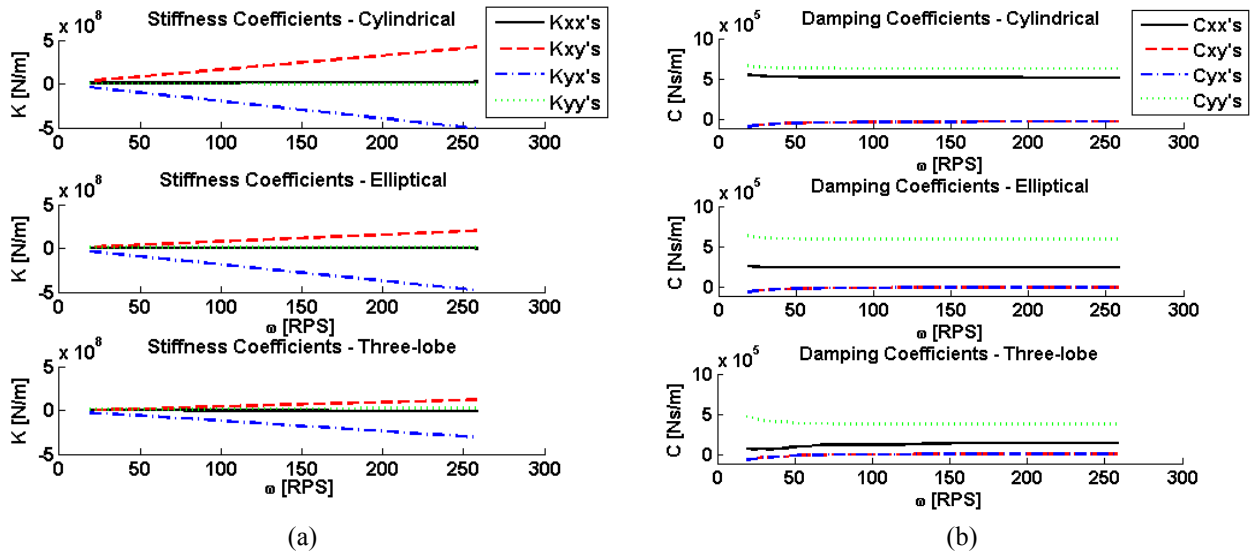 Stiffness Coefficients - Cylindrical
x 10^8
K [N/m]
5
0
-5
0 50 100 150 200 250 300
ω [RPS]
Kxx's
Kxy's
Kyx's
Kyy's
Stiffness Coefficients - Elliptical
x 10^8
K [N/m]
5
0
-5
0 50 100 150 200 250 300
ω [RPS]
Stiffness Coefficients - Three-lobe
x 10^8
K [N/m]
5
0
-5
0 50 100 150 200 250 300
ω [RPS]
(a)
Damping Coefficients - Cylindrical
x 10^5
C [Ns/m]
10
5
0
0 50 100 150 200 250 300
ω [RPS]
Cxx's
Cxy's
Cyx's
Cyy's
Damping Coefficients - Elliptical
x 10^5
C [Ns/m]
10
5
0
0 50 100 150 200 250 300
ω [RPS]
Damping Coefficients - Three-lobe
x 10^5
C [Ns/m]
10
5
0
0 50 100 150 200 250 300
ω [RPS]
(b)